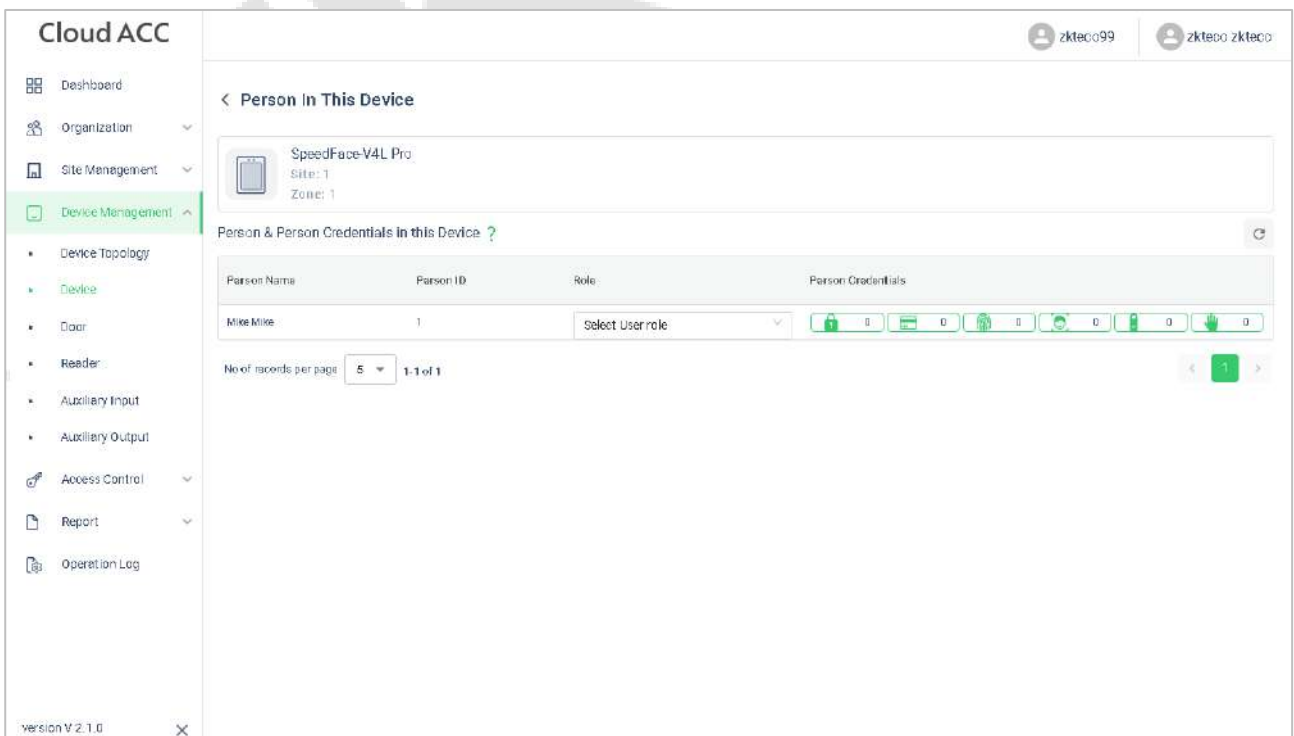 Cloud ACC
zkteco99
zkteco zkteco
Dashboard
Organization
Site Management
Device Management
Device Topology
Device
Door
Reader
Auxiliary Input
Auxiliary Output
Access Control
Report
Operation Log
version V 2.1.0
< Person In This Device
SpeedFace-V4L Pro
Site: 1
Zone: 1
Person & Person Credentials in this Device ?
Person Name Person ID Role Person Credentials
Mike Mike 1 Select User role 0 0 0 0 0 0
No of records per page 5 1-1 of 1 < 1 >